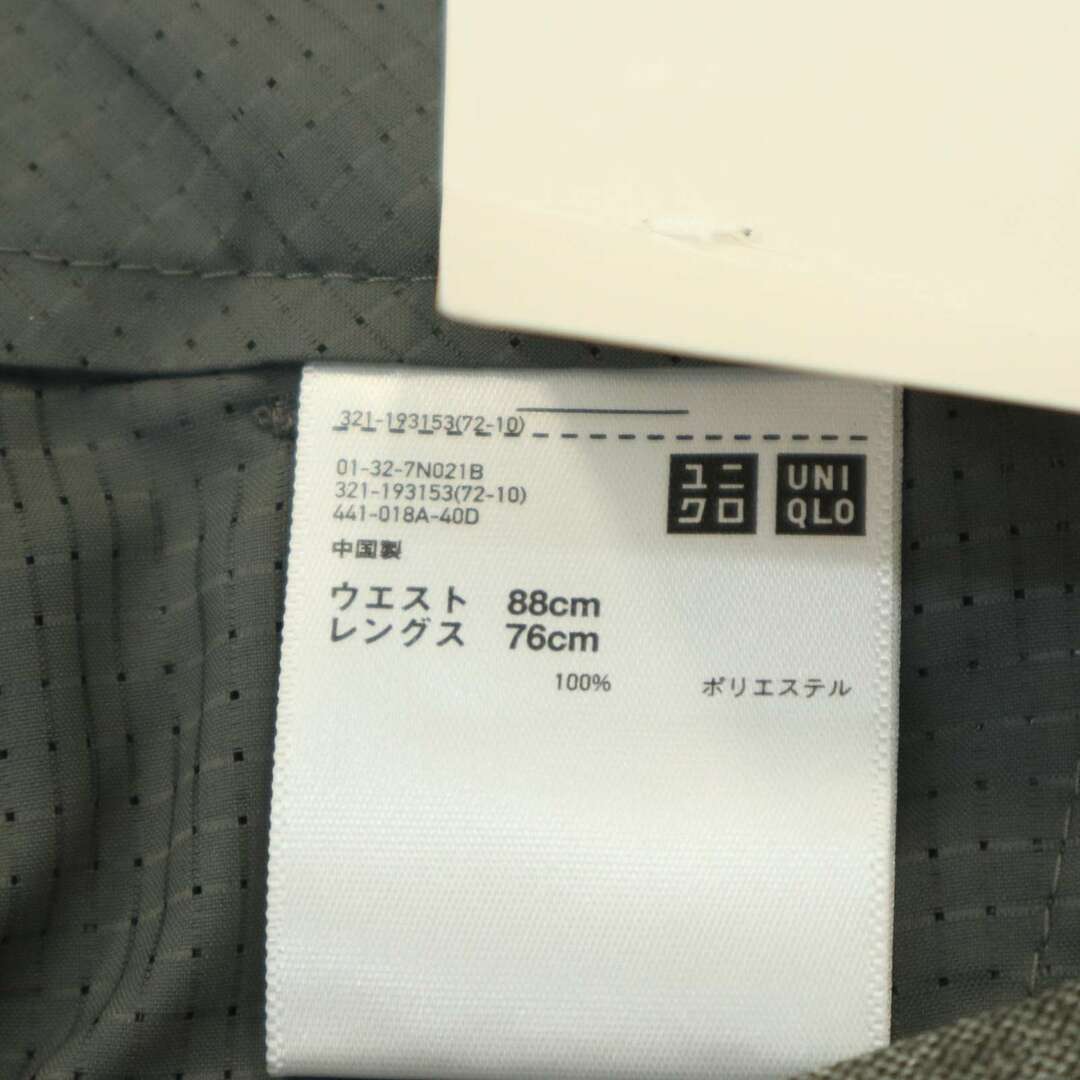 321-193153(72-10)
01-32-7N021B
321-193153(72-10)
441-018A-40D
中国製
ユニ
クロ
UNI
QLO
ウエスト 88cm
レングス 76cm
100% ポリエステル